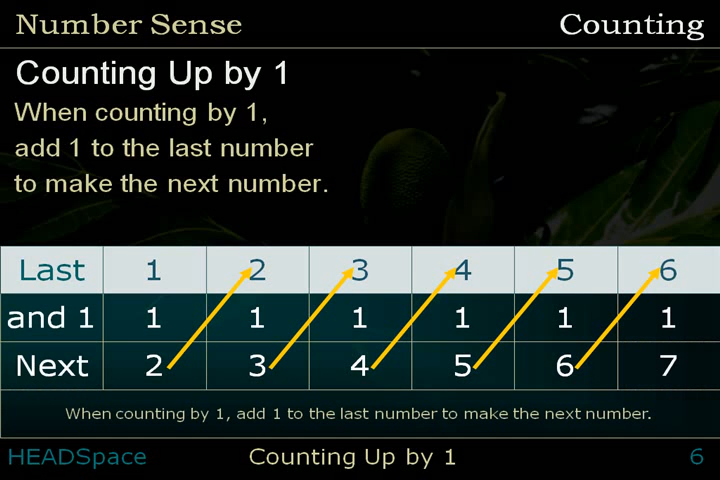 Number Sense Counting
Counting Up by 1
When counting by 1,
add 1 to the last number
to make the next number.
Last 1 2 3 4 5 6
and 1 1 1 1 1 1 1
Next 2 3 4 5 6 7
When counting by 1, add 1 to the last number to make the next number.
HEADSpace Counting Up by 1 6